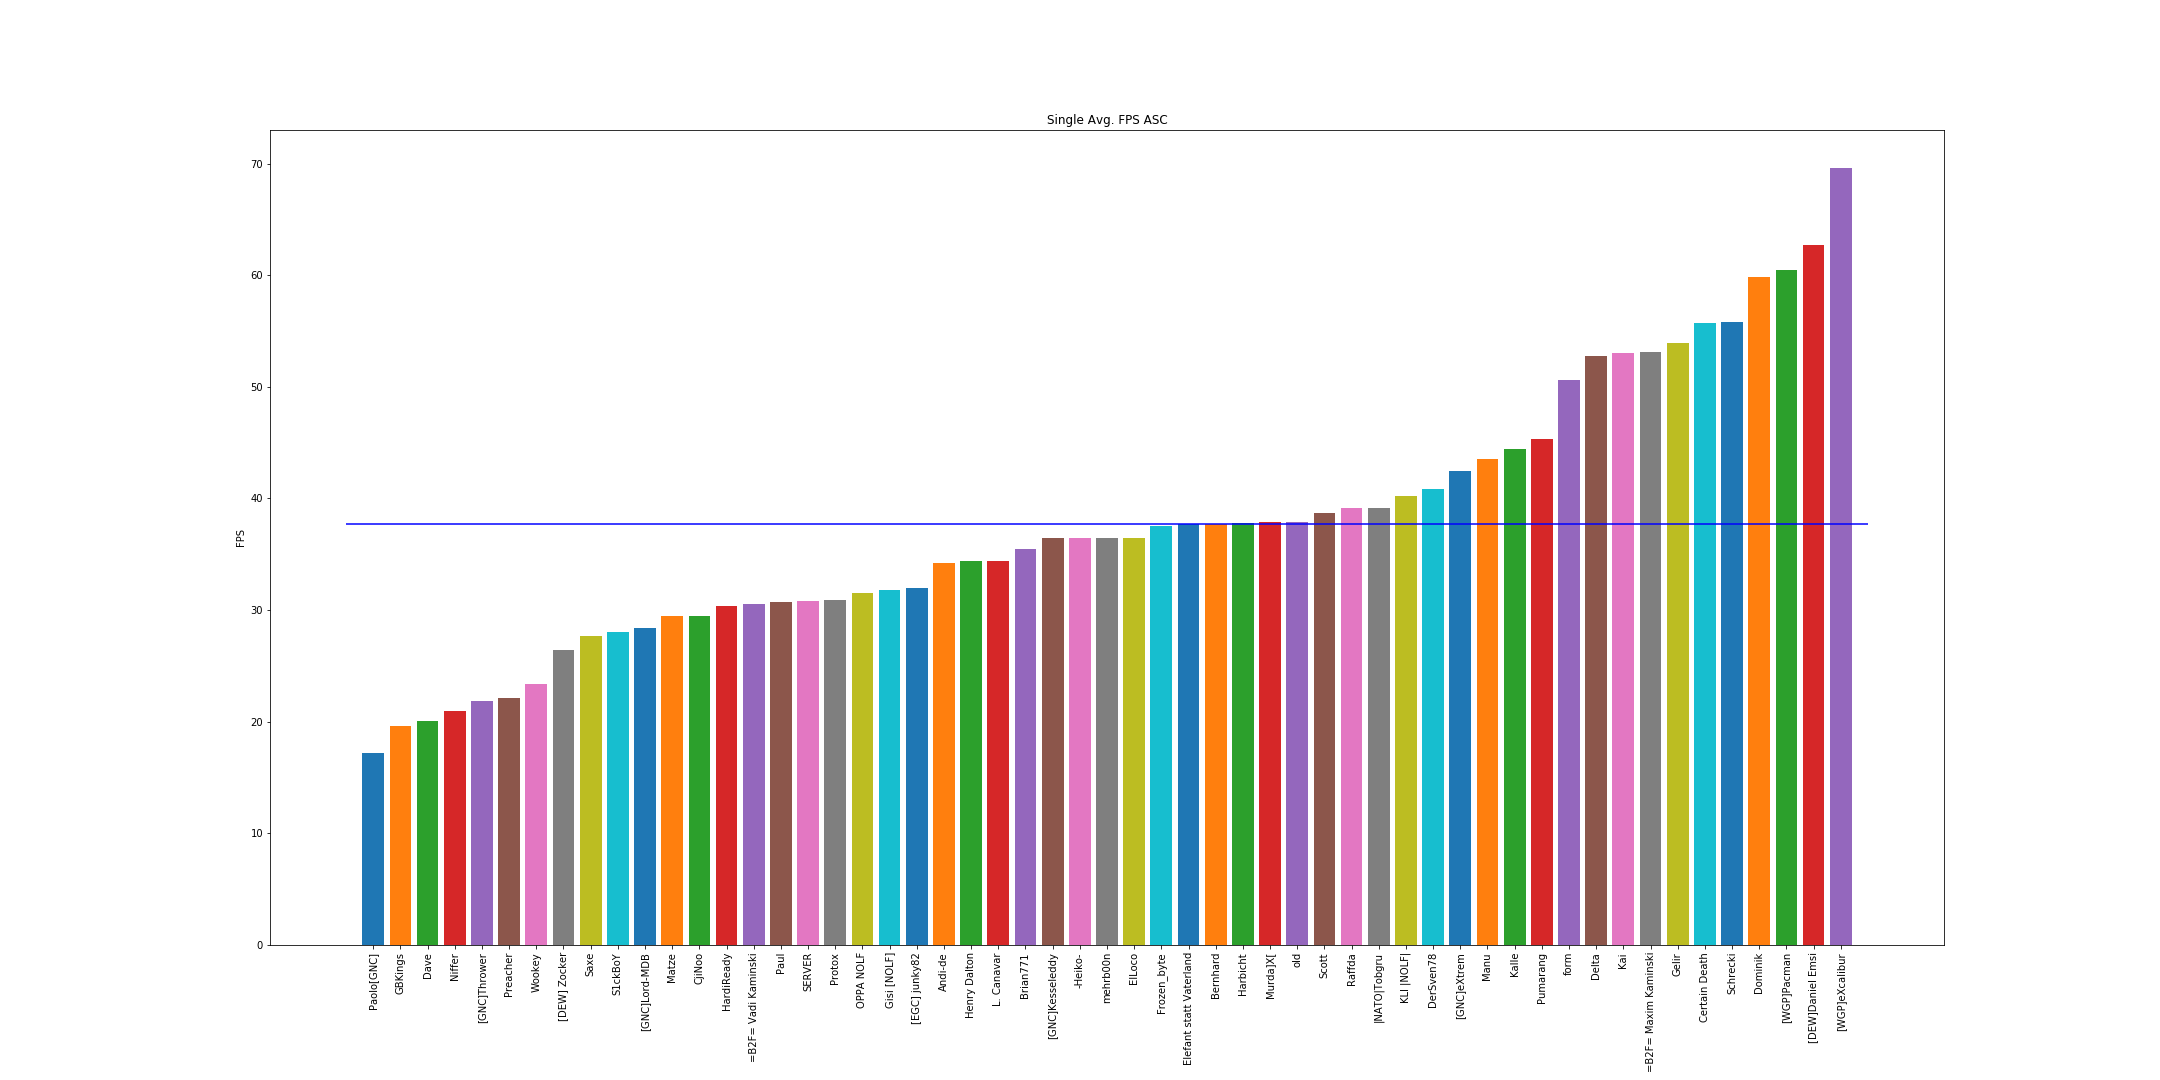 Single Avg. FPS ASC
70
60
50
40
30
20
10
0
FPS
Paolo[GNC]
GBKings
Dave
Niffer
[GNC]Thrower
Preacher
Wookey
[DEW] Zocker
Saxe
S1ckBoY
[GNC]Lord-MDB
Matze
CjiNoo
HardiReady
=B2F= Vadi Kaminski
Paul
SERVER
Protox
OPPA NOLF
Gisi [NOLF]
[EGC] junky82
Andi-de
Henry Dalton
L. Canavar
Brian771
[GNC]Kesseleddy
-Heiko-
mehrb00n
ElLoco
Frozen_byte
Elefant statt Vaterland
Bernhard
Harbicht
Murda]X[
old
Scott
Raffda
|NATO|Tobgru
KLI |NOLF|
DerSven78
[GNC]eXtrem
Manu
Kalle
Pumarang
form
Delta
Kai
=B2F= Maxim Kaminski
Gelir
Certain Death
Schrecki
Dominik
[WGP]Pacman
[DEW]Daniel Emsi
[WGP]eXcalibur